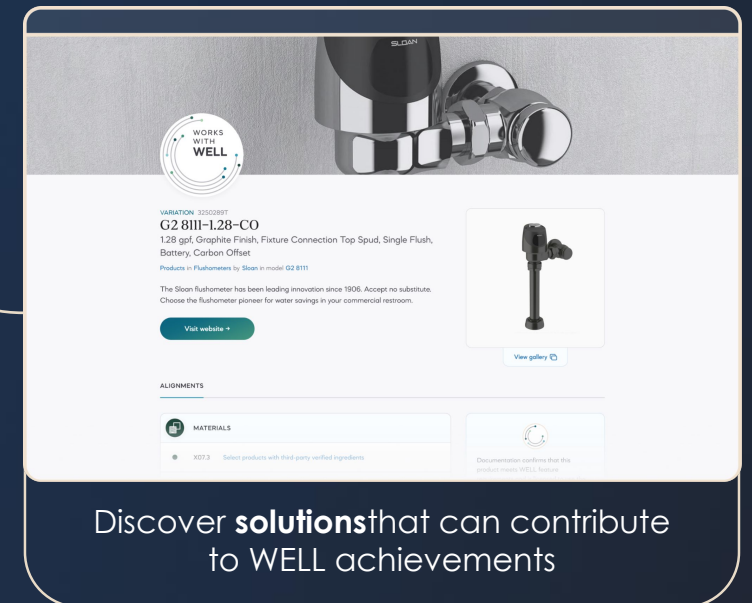 SLOAN
WORKS
WITH
WELL
VARIATION 3250289T
G2 8111-1.28-CO
1.28 gpf, Graphite Finish, Fixture Connection Top Spud, Single Flush,
Battery, Carbon Offset
Products in Flushometers by Sloan in model G2 8111
The Sloan flushometer has been leading innovation since 1906. Accept no substitute.
Choose the flushometer pioneer for water savings in your commercial restroom.
Visit website →
View gallery
ALIGNMENTS
MATERIALS
X07.3 Select products with third-party verified ingredients
Documentation confirms that this
product meets WELL feature
Discover solutionsthat can contribute
to WELL achievements